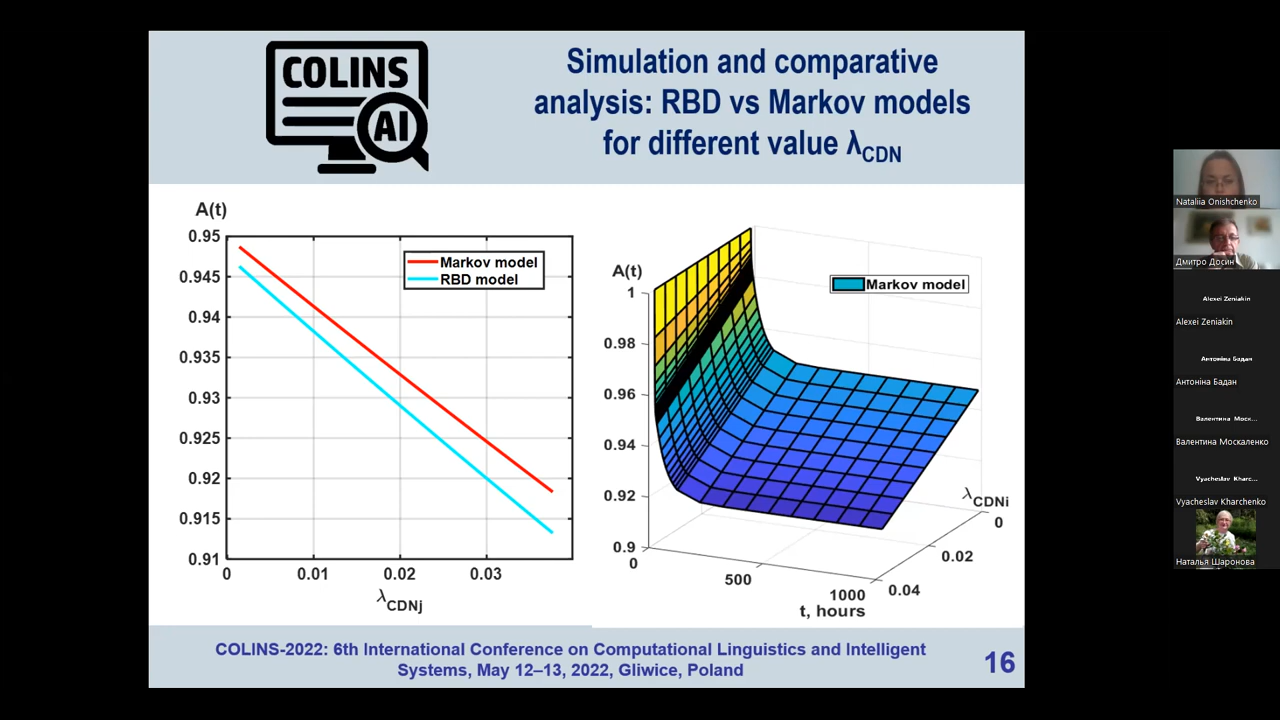 COLINS
AI
Simulation and comparative
analysis: RBD vs Markov models
for different value λCDN
A(t)
0.95
0.945
0.94
0.935
0.93
0.925
0.92
0.915
0.91
0
0.01
0.02
0.03
λCDNj
Markov model
RBD model
A(t)
1
0.98
0.96
0.94
0.92
0.9
0
500
1000
t, hours
0.04
0.02
0
λCDNi
Markov model
COLINS-2022: 6th International Conference on Computational Linguistics and Intelligent
Systems, May 12–13, 2022, Gliwice, Poland
16
Nataliia Onishchenko
Дмитро Досин
Alexei Zeniakin
Alexei Zeniakin
Антоніна Бадан
Антоніна Бадан
Валентина Моск...
Валентина Москаленко
Vyacheslav Kharc...
Vyacheslav Kharchenko
Наталья Шаронова